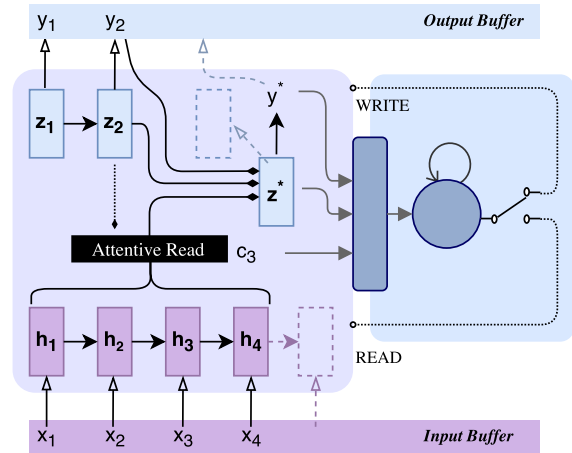 y1 y2 Output Buffer
y*
WRITE
z1 z2
z*
Attentive Read c3
h1 h2 h3 h4
READ
x1 x2 x3 x4 Input Buffer